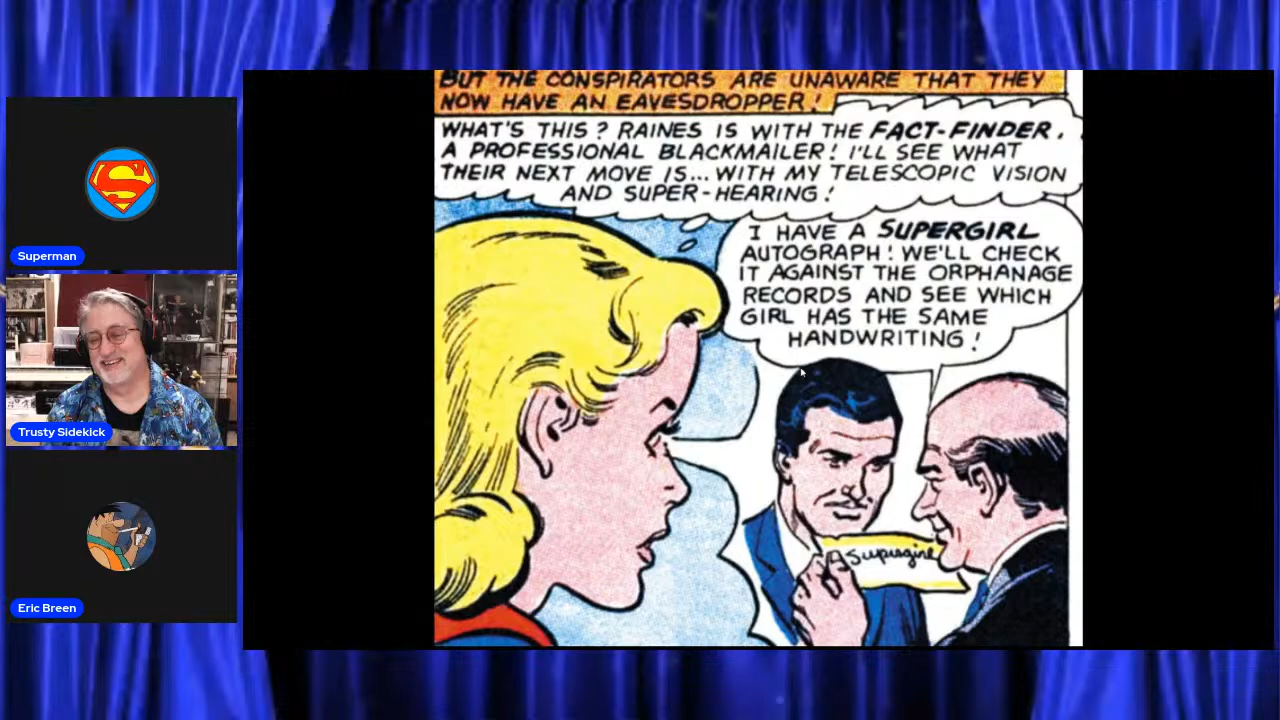 BUT THE CONSPIRATORS ARE UNAWARE THAT THEY
NOW HAVE AN EAVESDROPPER!
WHAT'S THIS? RAINES IS WITH THE FACT-FINDER,
A PROFESSIONAL BLACKMAILER! I'LL SEE WHAT
THEIR NEXT MOVE IS... WITH MY TELESCOPIC VISION
AND SUPER-HEARING!
I HAVE A SUPERGIRL
AUTOGRAPH! WE'LL CHECK
IT AGAINST THE ORPHANAGE
RECORDS AND SEE WHICH
GIRL HAS THE SAME
HANDWRITING!
Supergirl
Superman
Trusty Sidekick
Eric Breen